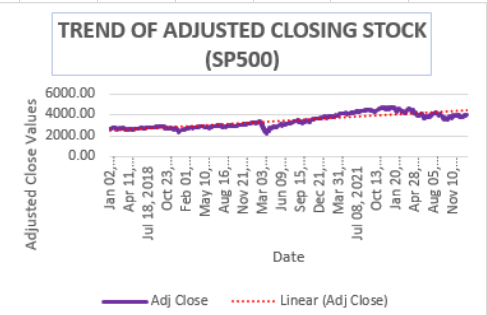 TREND OF ADJUSTED CLOSING STOCK
(SP500)
Adjusted Close Values
6000.00
4000.00
2000.00
0.00
Jan 02,...
Apr 11,...
Jul 18, 2018
Oct 23,...
Feb 01,...
May 10,...
Aug 16,...
Nov 21,...
Mar 03,...
Jun 09,...
Sep 15,...
Dec 21,...
Mar 31,...
Jul 08, 2021
Oct 13,...
Jan 20,...
Apr 28,...
Aug 05,...
Nov 10,...
Date
Adj Close
Linear (Adj Close)